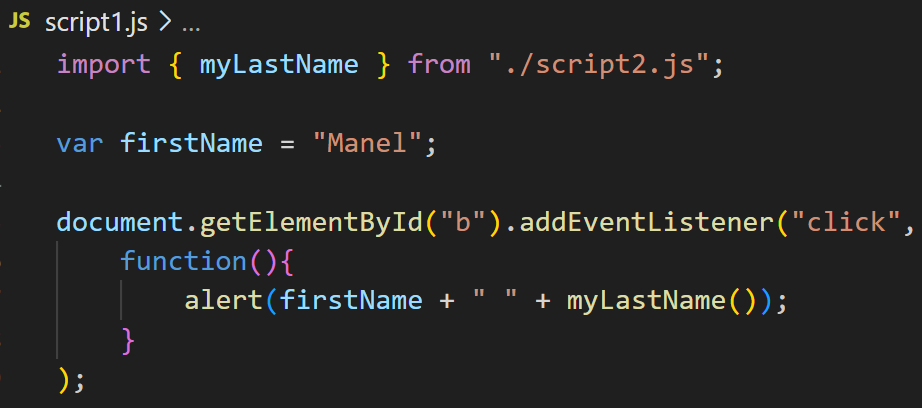 JS script1.js > ...
import { myLastName } from "./script2.js";
var firstName = "Manel";
document.getElementById("b").addEventListener("click",
function(){
alert(firstName + " " + myLastName());
}
);